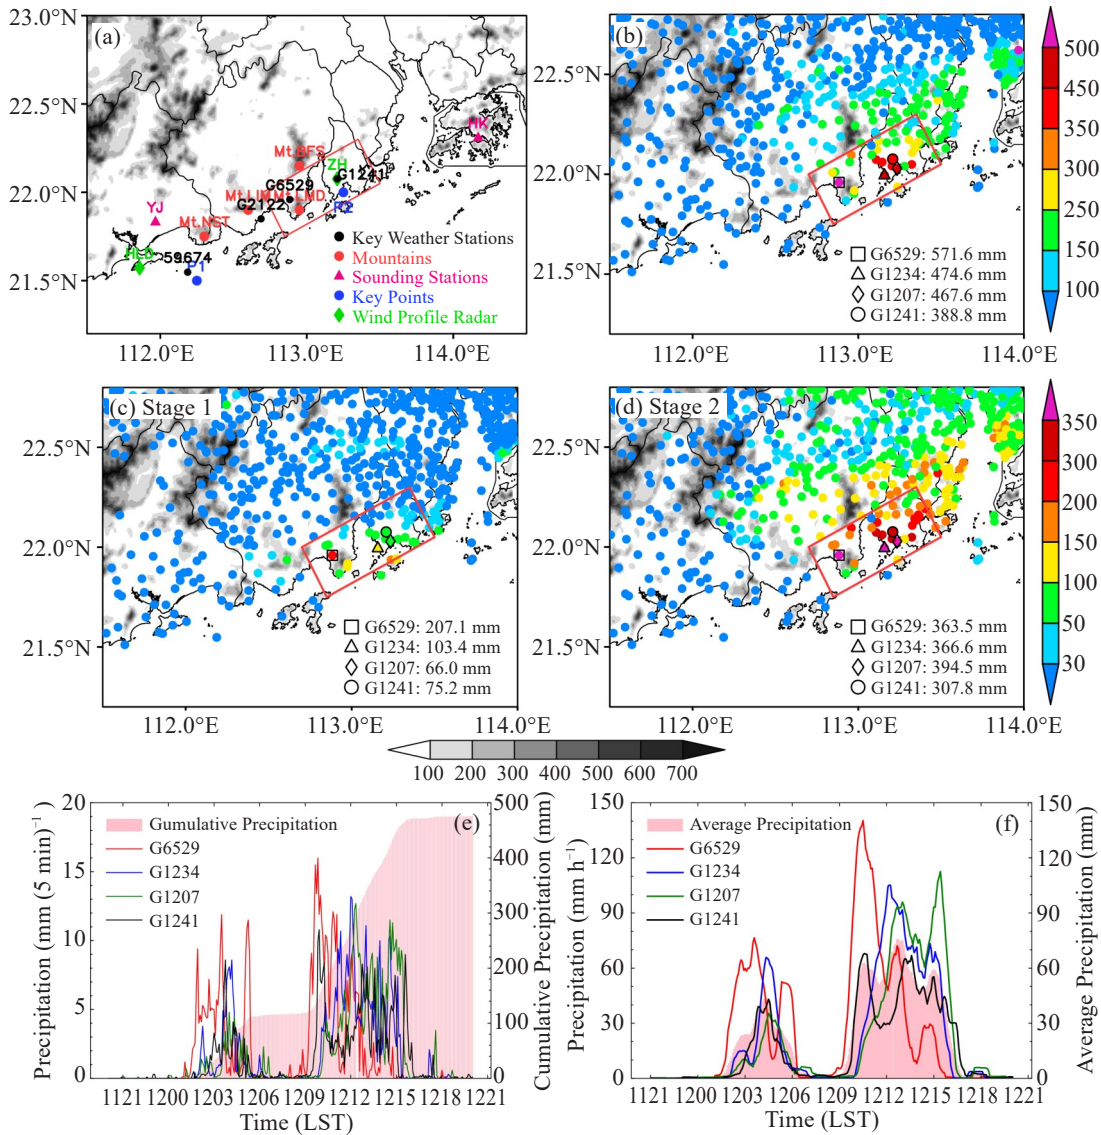 (a)
23.0°N
22.5°N
22.0°N
21.5°N
HK
Mt.GFS
ZH
G1241
G6529
Mt.LMD
G2122
P2
YJ
Mt.NST
HLD
59674
P1
Key Weather Stations
Mountains
Sounding Stations
Key Points
Wind Profile Radar
112.0°E 113.0°E 114.0°E
(b)
22.5°N
22.0°N
21.5°N
G6529: 571.6 mm
G1234: 474.6 mm
G1207: 467.6 mm
G1241: 388.8 mm
112.0°E 113.0°E 114.0°E
500
450
350
300
250
150
100
(c) Stage 1
22.5°N
22.0°N
21.5°N
G6529: 207.1 mm
G1234: 103.4 mm
G1207: 66.0 mm
G1241: 75.2 mm
112.0°E 113.0°E 114.0°E
(d) Stage 2
22.5°N
22.0°N
21.5°N
G6529: 363.5 mm
G1234: 366.6 mm
G1207: 394.5 mm
G1241: 307.8 mm
112.0°E 113.0°E 114.0°E
350
300
200
150
100
50
30
100 200 300 400 500 600 700
(e)
Precipitation (mm (5 min)⁻¹ )
20
15
10
5
0
Gumulative Precipitation
G6529
G1234
G1207
G1241
500
400
300
200
100
0
Cumulative Precipitation (mm)
1121 1200 1203 1206 1209 1212 1215 1218 1221
Time (LST)
(f)
Precipitation (mm h⁻¹)
150
120
90
60
30
0
Average Precipitation
G6529
G1234
G1207
G1241
150
120
90
60
30
0
Average Precipitation (mm)
1121 1200 1203 1206 1209 1212 1215 1218 1221
Time (LST)